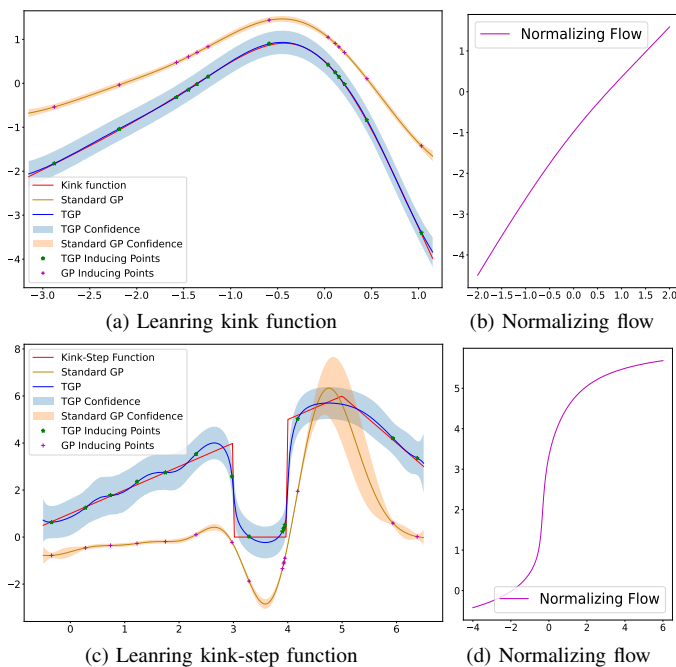 1
0
−1
−2
−3
−4
Kink function
Standard GP
TGP
TGP Confidence
Standard GP Confidence
TGP Inducing Points
GP Inducing Points
−3.0 −2.5 −2.0 −1.5 −1.0 −0.5 0.0 0.5 1.0
(a) Leanring kink function
Normalizing Flow
1
0
−1
−2
−3
−4
−2.0 −1.5 −1.0 −0.5 0.0 0.5 1.0 1.5 2.0
(b) Normalizing flow
8
6
4
2
0
−2
Kink-Step Function
Standard GP
TGP
TGP Confidence
Standard GP Confidence
TGP Inducing Points
GP Inducing Points
0 1 2 3 4 5 6
(c) Leanring kink-step function
5
4
3
2
1
0
Normalizing Flow
−4 −2 0 2 4 6
(d) Normalizing flow